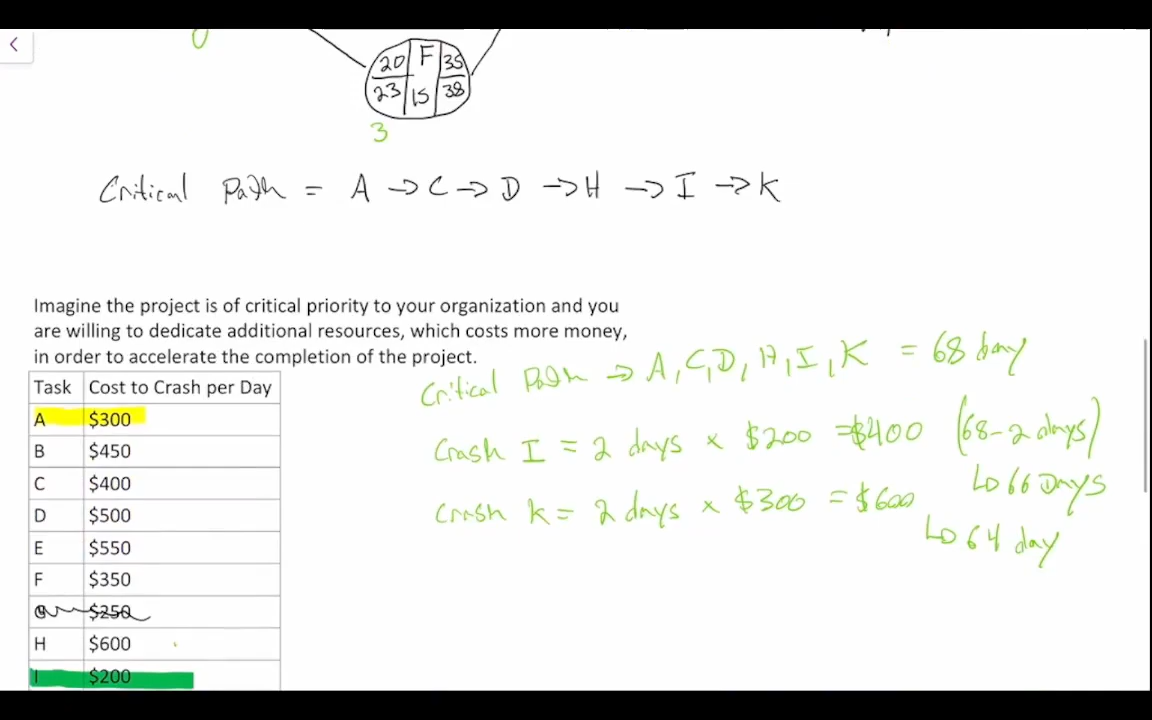 0
20 F 35
23 15 38
3
Critical Path = A → C → D → H → I → K
Imagine the project is of critical priority to your organization and you
are willing to dedicate additional resources, which costs more money,
in order to accelerate the completion of the project.
Task Cost to Crash per Day
A $300
B $450
C $400
D $500
E $550
F $350
$250
H $600
I $200
Critical Path → A, C, D, H, I, K = 68 day
Crash I = 2 days × $200 = $400 (68-2 days)
↳ 66 Days
Crash K = 2 days × $300 = $600
↳ 64 day